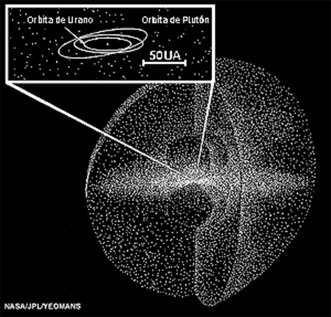 Orbita de Urano
Orbita de Plutón
50UA
NASA/JPL/YEOMANS